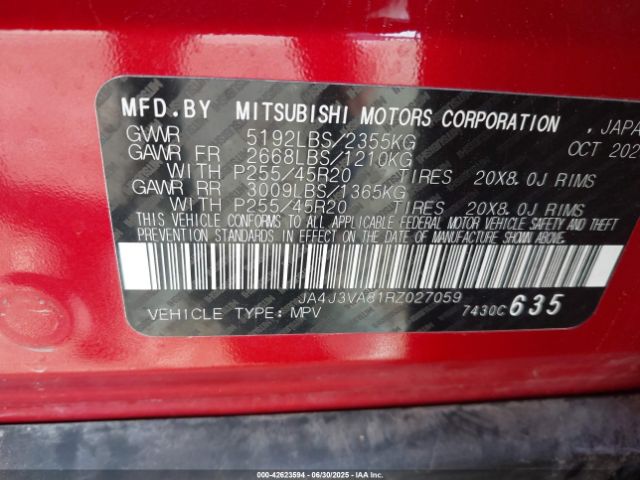 MFD.BY MITSUBISHI MOTORS CORPORATION , JAPA
GVWR 5192LBS/2355KG OCT 202
GAWR FR 2668LBS/1210KG
WITH P255/45R20 TIRES 20X8.0J RIMS
GAWR RR 3009LBS/1365KG
WITH P255/45R20 TIRES 20X8.0J RIMS
THIS VEHICLE CONFORMS TO ALL APPLICABLE FEDERAL MOTOR VEHICLE SAFETY AND THEFT
PREVENTION STANDARDS IN EFFECT ON THE DATE OF MANUFACTURE SHOWN ABOVE.
JA4J3VA81RZ027059
VEHICLE TYPE: MPV 7430C 635
000-42623594 | 06/30/2025 | IAA Inc.